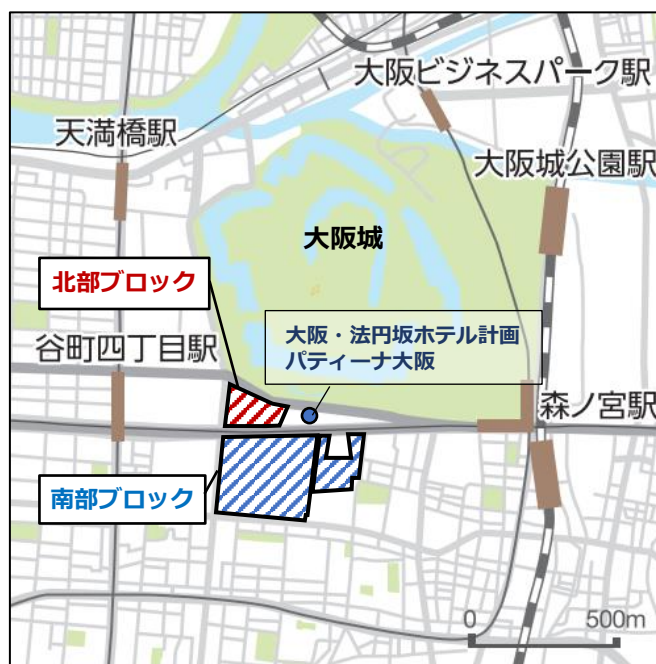 大阪ビジネスパーク駅
天満橋駅
大阪城公園駅
大阪城
北部ブロック
大阪・法円坂ホテル計画
パティーナ大阪
谷町四丁目駅
森ノ宮駅
南部ブロック
0 500m